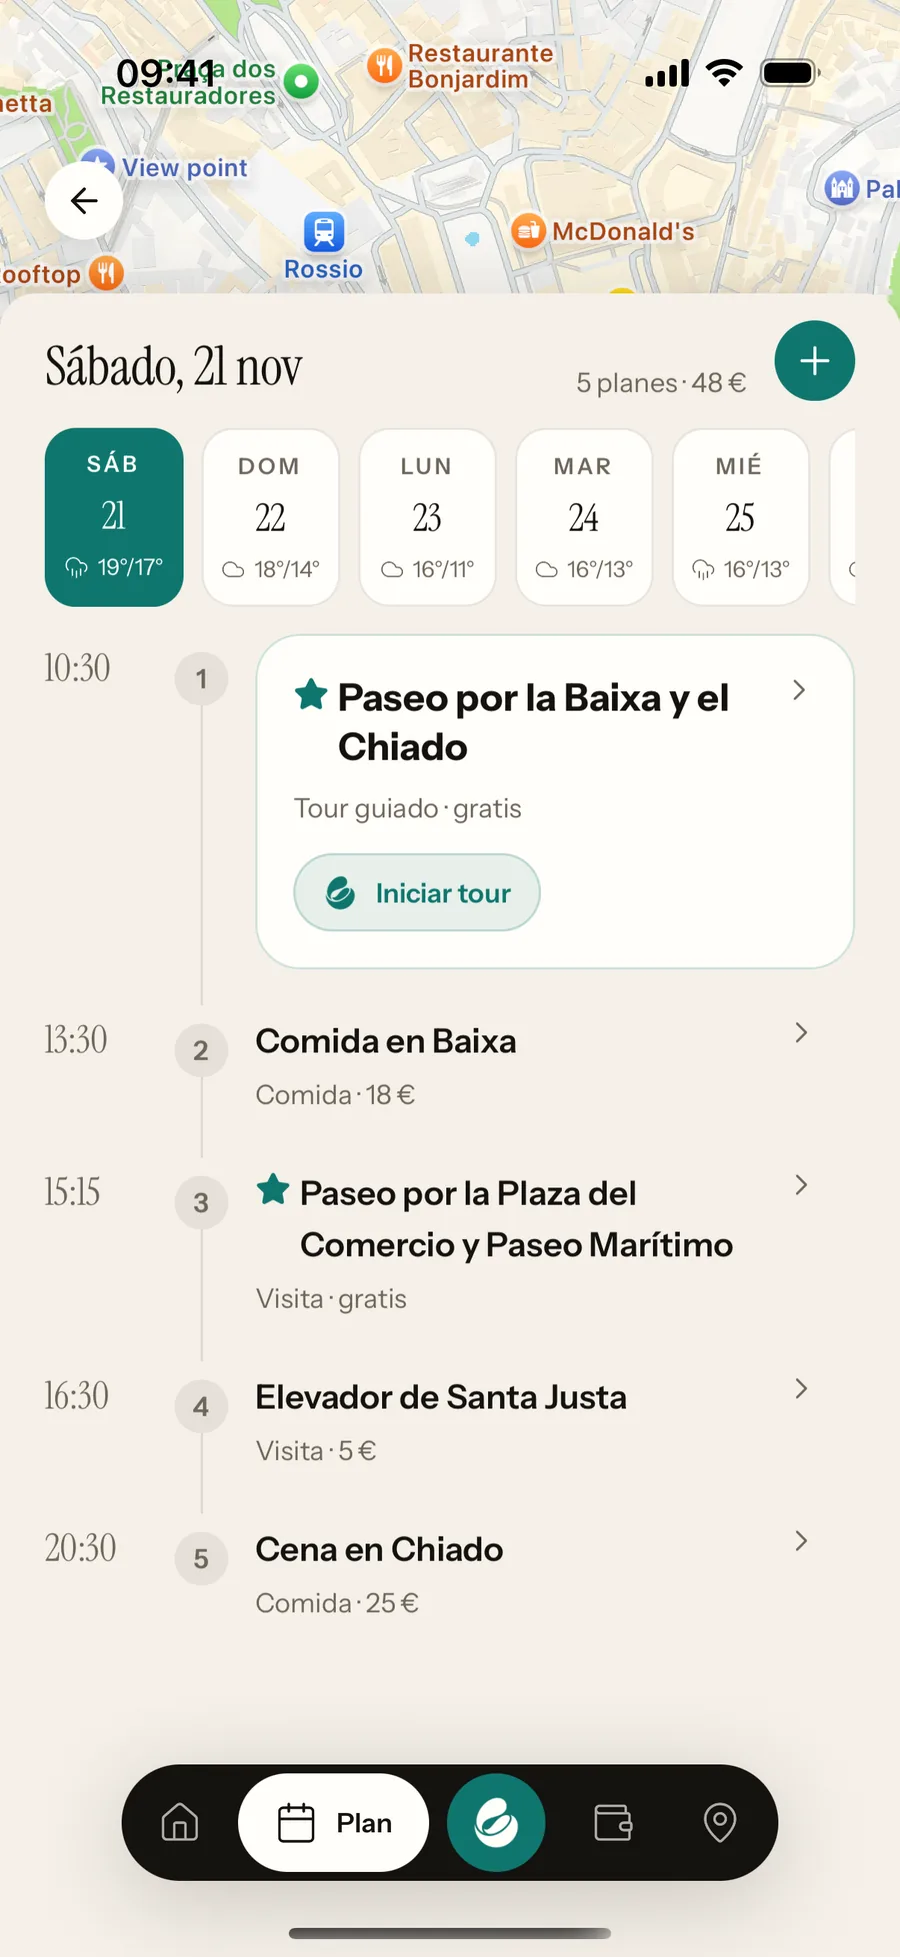 09:41
Praça dos
Restauradores
Restaurante
Bonjardim
etta
View point
Pal
McDonald's
Rossio
ooftop
Sábado, 21 nov
5 planes · 48 €
SÁB
21
19°/17°
DOM
22
18°/14°
LUN
23
16°/11°
MAR
24
16°/13°
MIÉ
25
16°/13°
10:30
1
Paseo por la Baixa y el
Chiado
Tour guiado · gratis
Iniciar tour
13:30
2
Comida en Baixa
Comida · 18 €
15:15
3
Paseo por la Plaza del
Comercio y Paseo Marítimo
Visita · gratis
16:30
4
Elevador de Santa Justa
Visita · 5 €
20:30
5
Cena en Chiado
Comida · 25 €
Plan